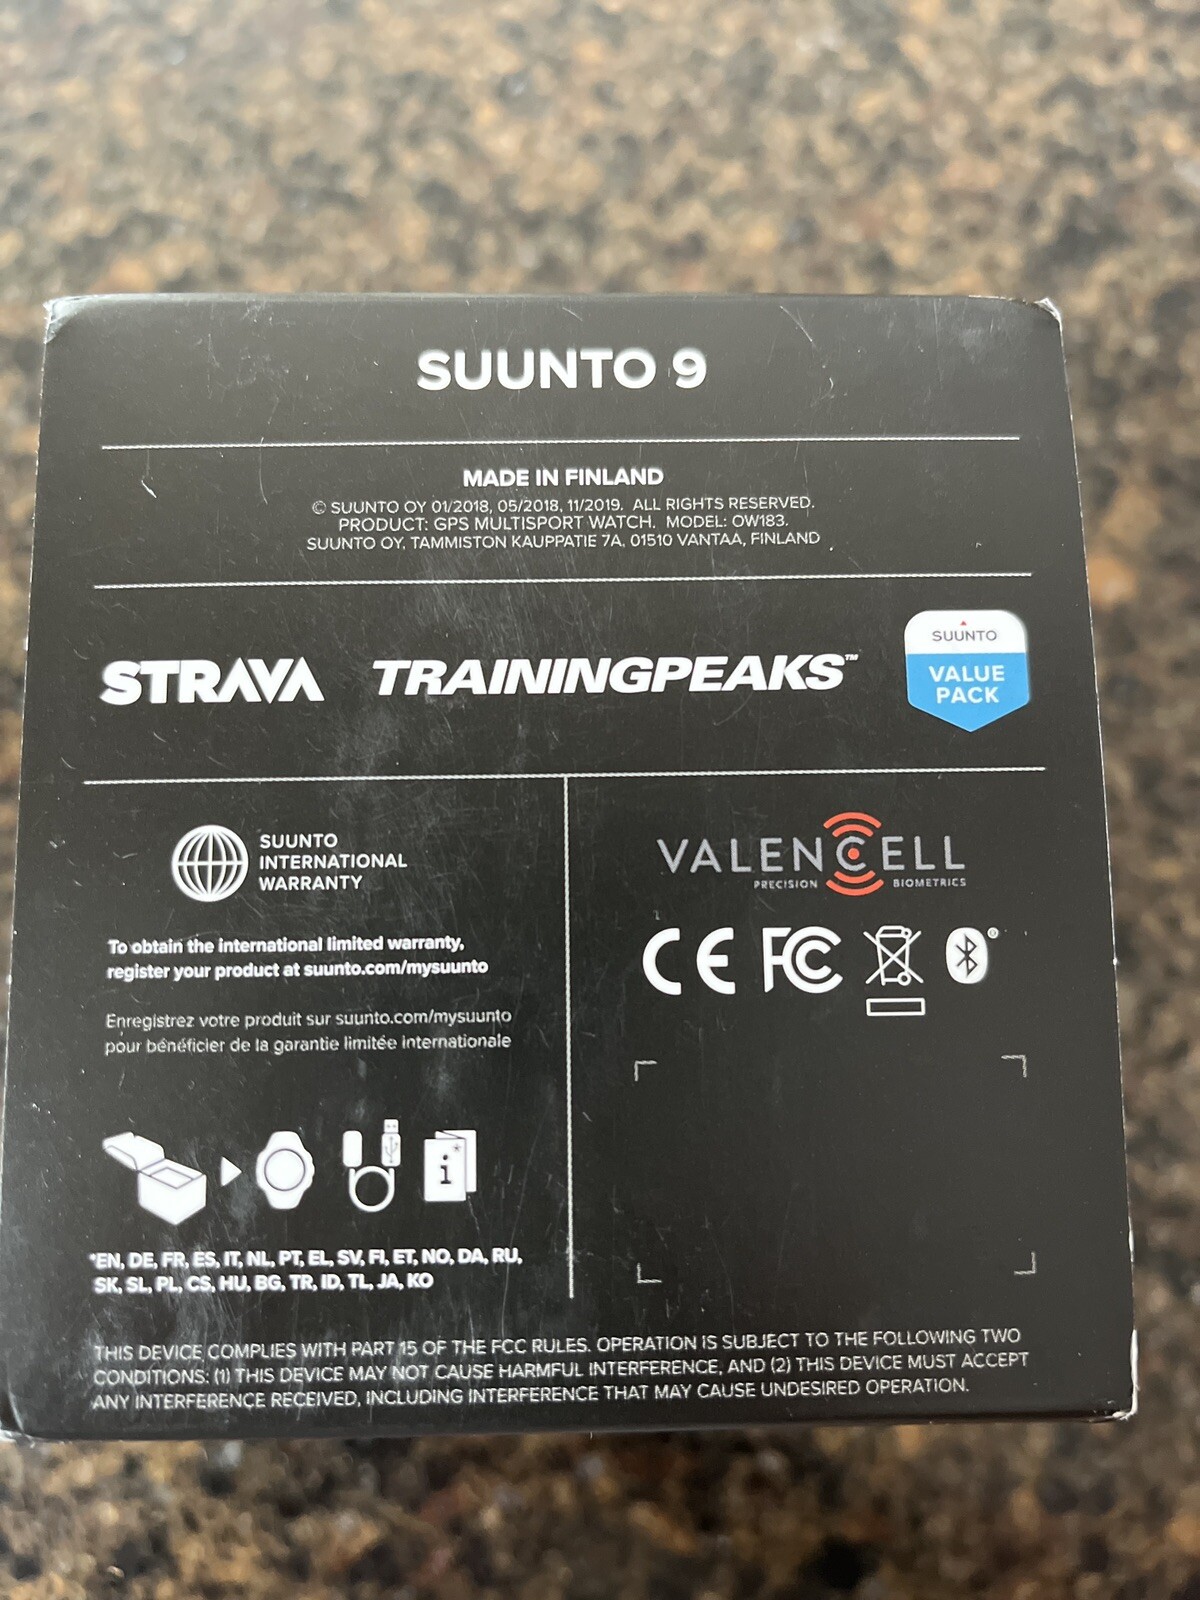 SUUNTO 9
MADE IN FINLAND
© SUUNTO OY 01/2018, 05/2018, 11/2019. ALL RIGHTS RESERVED.
PRODUCT: GPS MULTISPORT WATCH. MODEL: OW183.
SUUNTO OY, TAMMISTON KAUPPATIE 7A, 01510 VANTAA, FINLAND
STRAVA
TRAININGPEAKS™
SUUNTO
VALUE
PACK
SUUNTO
INTERNATIONAL
WARRANTY
To obtain the international limited warranty,
register your product at suunto.com/mysuunto
Enregistrez votre produit sur suunto.com/mysuunto
pour bénéficier de la garantie limitée internationale
i*
*EN, DE, FR, ES, IT, NL, PT, EL, SV, FI, ET, NO, DA, RU,
SK, SL, PL, CS, HU, BG, TR, ID, TL, JA, KO
VALENCELL
PRECISION BIOMETRICS
CE FC ®
THIS DEVICE COMPLIES WITH PART 15 OF THE FCC RULES. OPERATION IS SUBJECT TO THE FOLLOWING TWO
CONDITIONS: (1) THIS DEVICE MAY NOT CAUSE HARMFUL INTERFERENCE, AND (2) THIS DEVICE MUST ACCEPT
ANY INTERFERENCE RECEIVED, INCLUDING INTERFERENCE THAT MAY CAUSE UNDESIRED OPERATION.